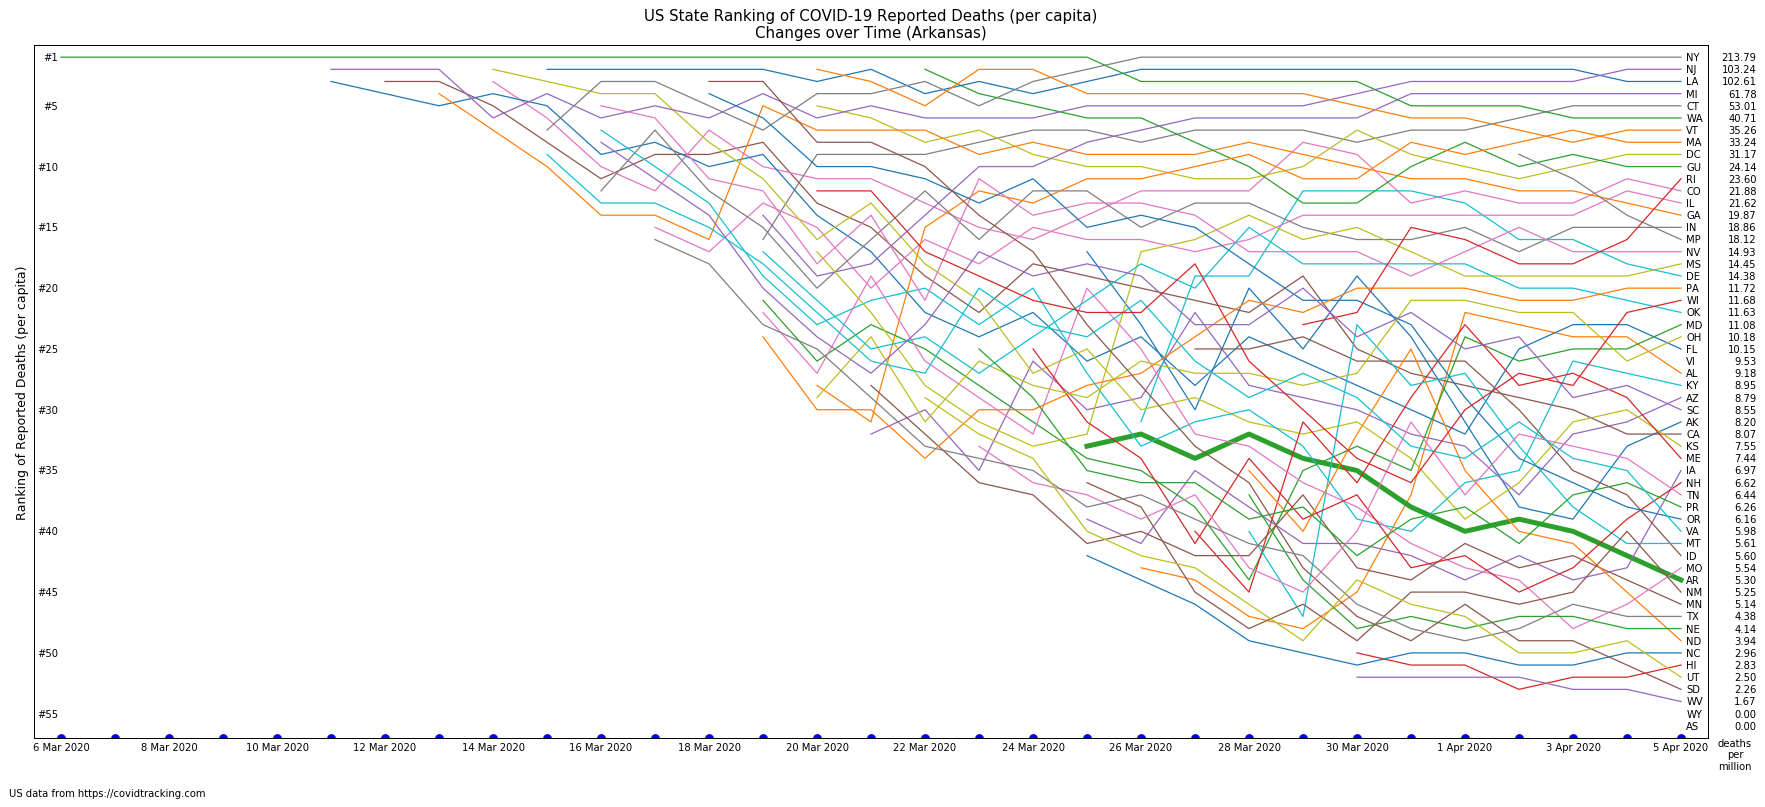 US State Ranking of COVID-19 Reported Deaths (per capita)
Changes over Time (Arkansas)
Ranking of Reported Deaths (per capita)
#1
#5
#10
#15
#20
#25
#30
#35
#40
#45
#50
#55
NY 213.79
NJ 103.24
LA 102.61
MI 61.78
CT 53.01
WA 40.71
VT 35.26
MA 33.24
DC 31.17
GU 24.14
RI 23.60
CO 21.88
IL 21.62
GA 19.87
IN 18.86
MP 18.12
NV 14.93
MS 14.45
DE 14.38
PA 11.72
WI 11.68
OK 11.63
MD 11.08
OH 10.18
FL 10.15
VI 9.53
AL 9.18
KY 8.95
AZ 8.79
SC 8.55
AK 8.20
CA 8.07
KS 7.55
ME 7.44
IA 6.97
NH 6.62
TN 6.44
PR 6.26
OR 6.16
VA 5.98
MT 5.61
ID 5.60
MO 5.54
AR 5.30
NM 5.25
MN 5.14
TX 4.38
NE 4.14
ND 3.94
NC 2.96
HI 2.83
UT 2.50
SD 2.26
WV 1.67
WY 0.00
AS 0.00
6 Mar 2020 8 Mar 2020 10 Mar 2020 12 Mar 2020 14 Mar 2020 16 Mar 2020 18 Mar 2020 20 Mar 2020 22 Mar 2020 24 Mar 2020 26 Mar 2020 28 Mar 2020 30 Mar 2020 1 Apr 2020 3 Apr 2020 5 Apr 2020
deaths
per
million
US data from https://covidtracking.com